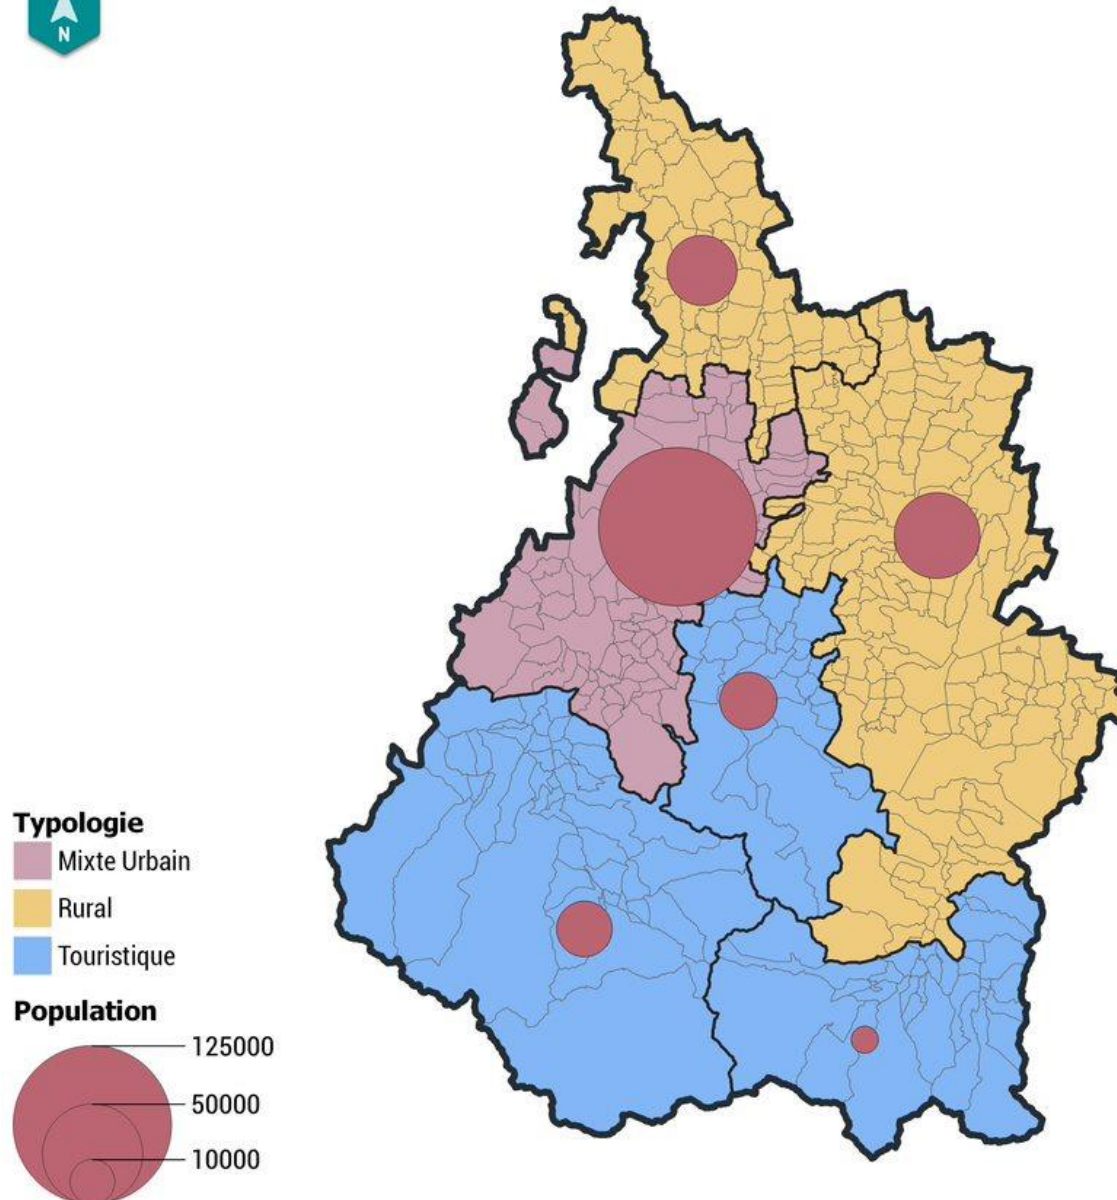 N
Typologie
Mixte Urbain
Rural
Touristique
Population
125000
50000
10000